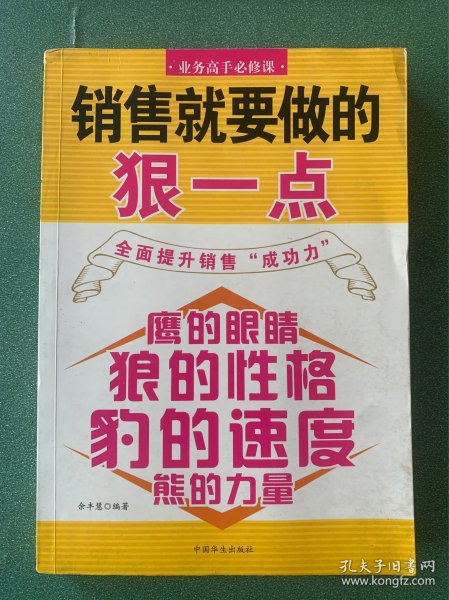 ·业务高手必修课·
销售就要做的
狠一点
全面提升销售“成功力”
鹰的眼睛
狼的性格
豹的速度
熊的力量
余丰慧◎编著
中国华生出版社
孔夫子旧书网
www.kongfz.com